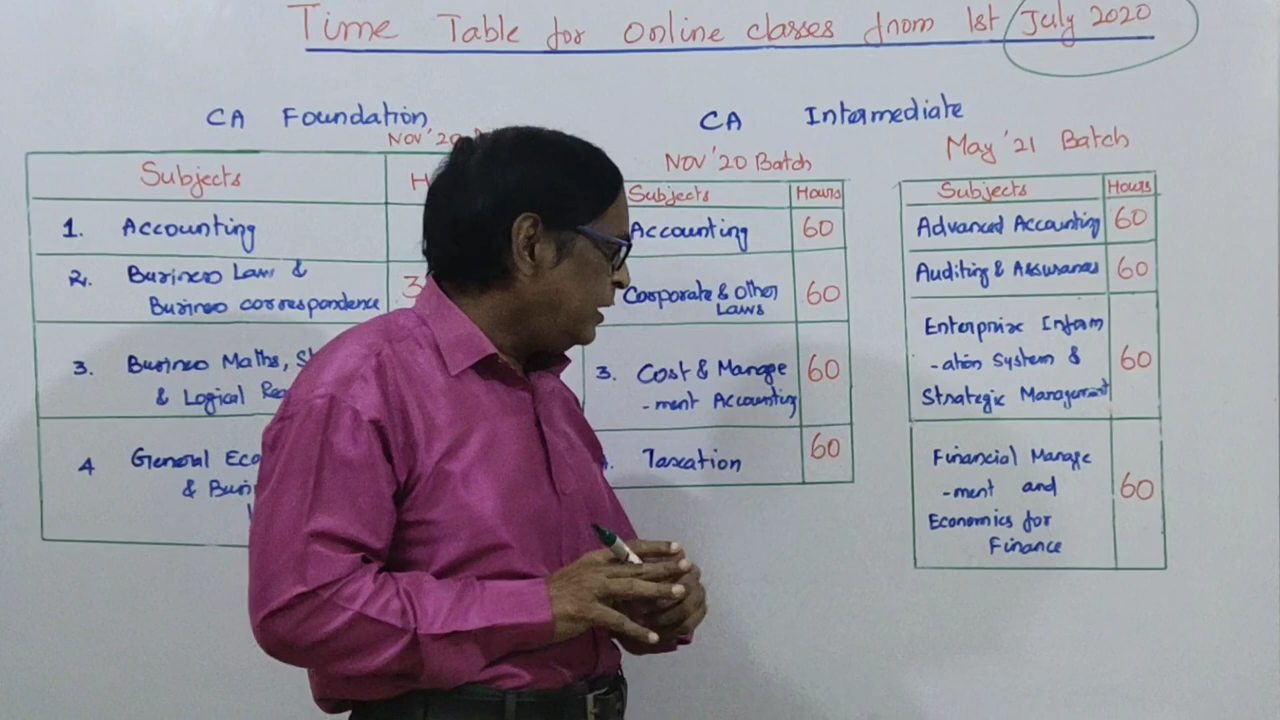 Time Table for Online classes from 1st July 2020
CA Foundation
Nov '20
Subjects
1. Accounting
2. Business Laws &
Business correspondence
3. Business Maths,
& Logical
4 General
&
CA Intermediate
NOV '20 Batch
Subjects Hours
Accounting 60
Corporate & Other 60
Laws
3. Cost & Manage 60
-ment Accounting
Taxation 60
May '21 Batch
Subjects Hours
Advanced Accounting 60
Auditing & Assurances 60
Enterprise Inform
-ation System & 60
Strategic Management
Financial Manage
-ment and 60
Economics for
Finance